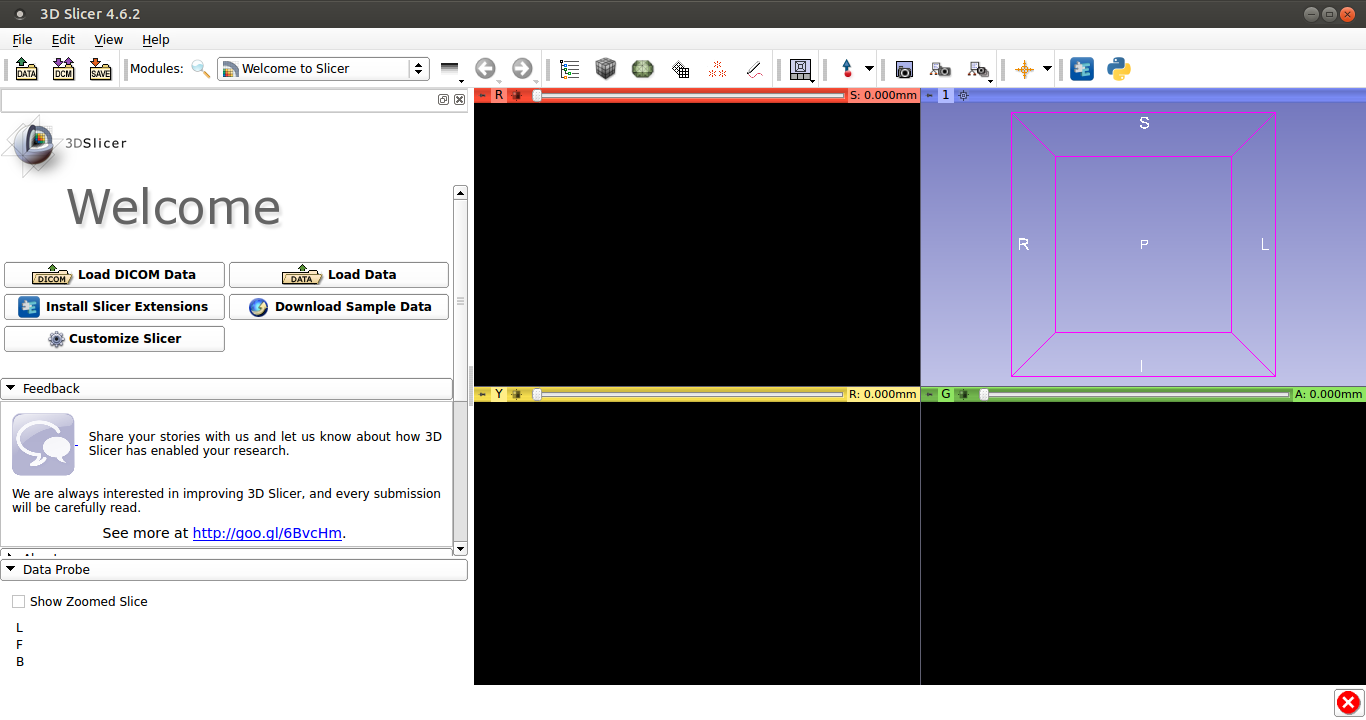 3D Slicer 4.6.2
File Edit View Help
DATA DCM SAVE Modules: Welcome to Slicer
R S: 0.000mm
1
3DSlicer
Welcome
DICOM Load DICOM Data
DATA Load Data
Install Slicer Extensions
Download Sample Data
Customize Slicer
Feedback
Share your stories with us and let us know about how 3D
Slicer has enabled your research.
We are always interested in improving 3D Slicer, and every submission
will be carefully read.
See more at http://goo.gl/6BvcHm.
Data Probe
Show Zoomed Slice
L
F
B
S
R P L
I
Y R: 0.000mm
G A: 0.000mm